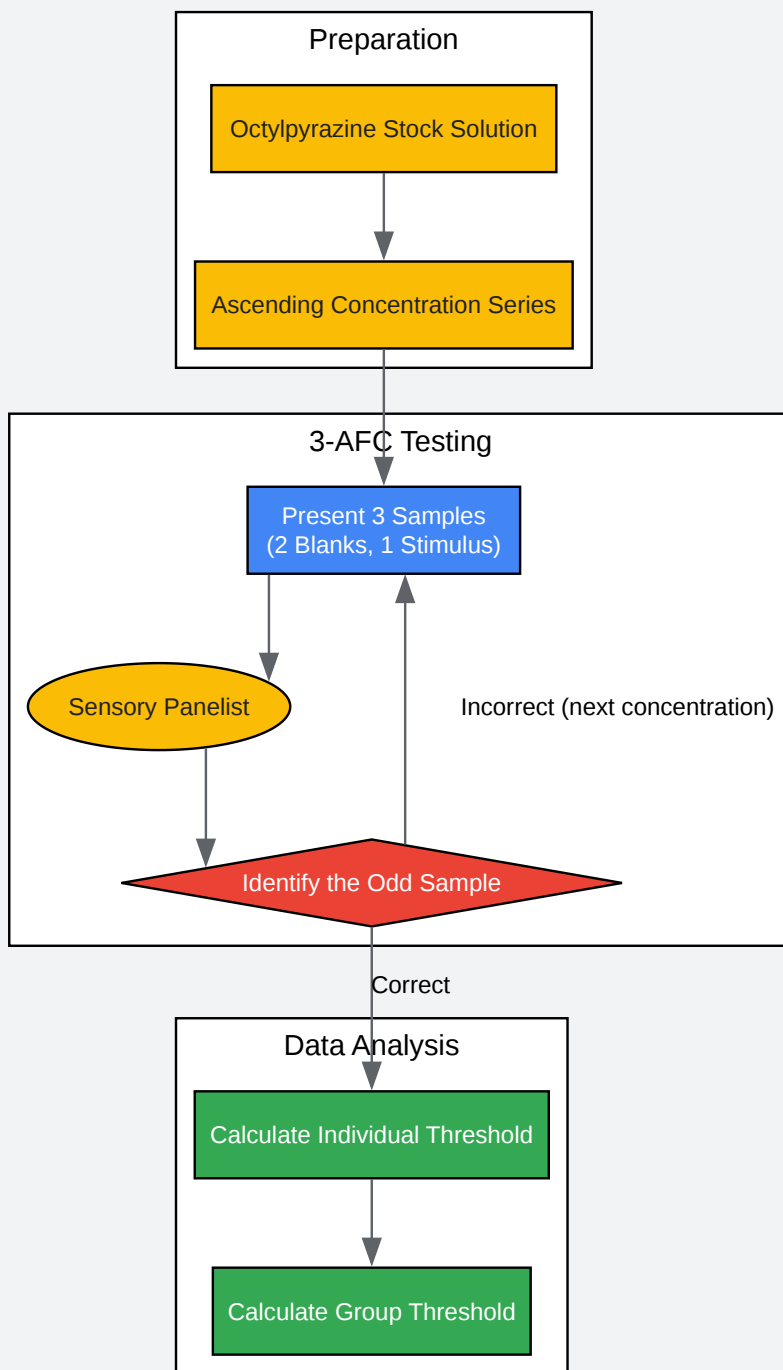 Preparation
Octylpyrazine Stock Solution
Ascending Concentration Series
3-AFC Testing
Present 3 Samples
(2 Blanks, 1 Stimulus)
Sensory Panelist
Incorrect (next concentration)
Identify the Odd Sample
Correct
Data Analysis
Calculate Individual Threshold
Calculate Group Threshold